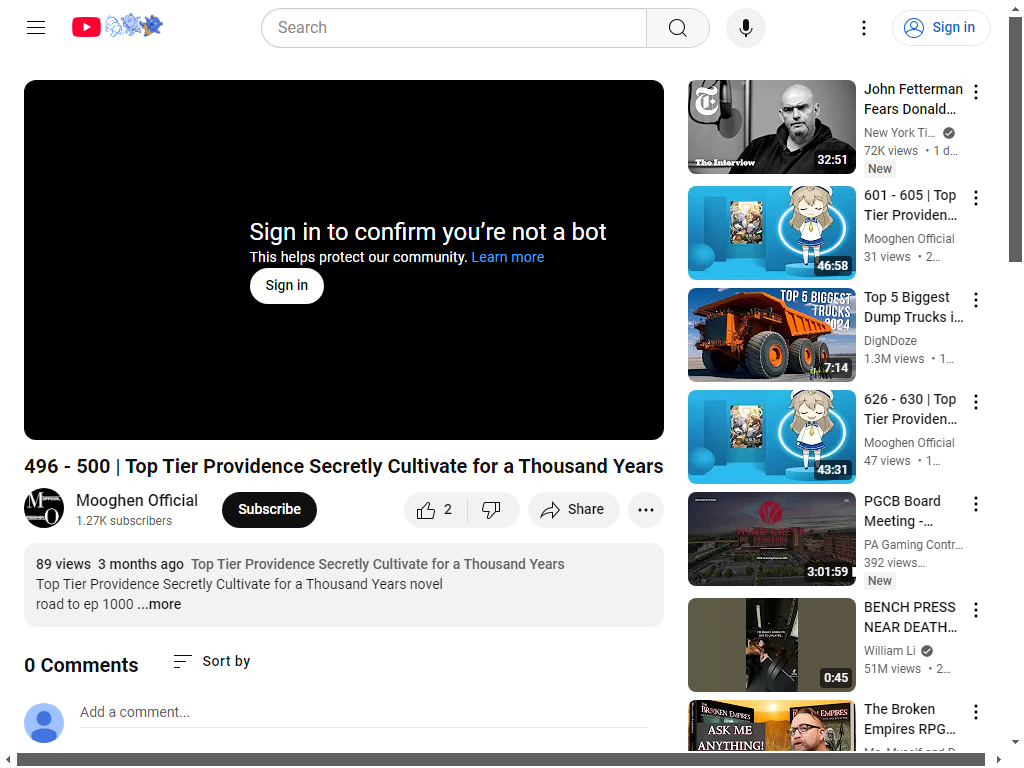 Search
Sign in
Sign in to confirm you’re not a bot
This helps protect our community. Learn more
Sign in
496 - 500 | Top Tier Providence Secretly Cultivate for a Thousand Years
Mooghen Official
1.27K subscribers
Subscribe
2
Share
89 views 3 months ago Top Tier Providence Secretly Cultivate for a Thousand Years
Top Tier Providence Secretly Cultivate for a Thousand Years novel
road to ep 1000 ...more
0 Comments
Sort by
Add a comment...
The Interview
32:51
John Fetterman
Fears Donald...
New York Ti...
72K views • 1 d...
New
46:58
601 - 605 | Top
Tier Providen...
Mooghen Official
31 views • 2...
TOP 5 BIGGEST
TRUCKS
2024
7:14
Top 5 Biggest
Dump Trucks i...
DigNDoze
1.3M views • 1...
43:31
626 - 630 | Top
Tier Providen...
Mooghen Official
47 views • 1...
3:01:59
PGCB Board
Meeting -...
PA Gaming Contr...
392 views...
New
0:45
BENCH PRESS
NEAR DEATH...
William Li
51M views • 2...
THE BROKEN EMPIRES
BROKEN EMPIRES
ASK ME
ANYTHING!
The Broken
Empires RPG...